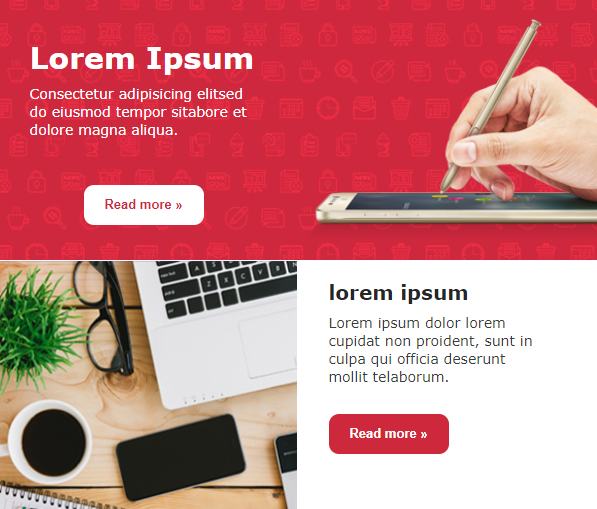 Lorem Ipsum
Consectetur adipisicing elitsed
do eiusmod tempor sitabore et
dolore magna aliqua.
Read more »
lorem ipsum
Lorem ipsum dolor lorem
cupidat non proident, sunt in
culpa qui officia deserunt
mollit telaborum.
Read more »